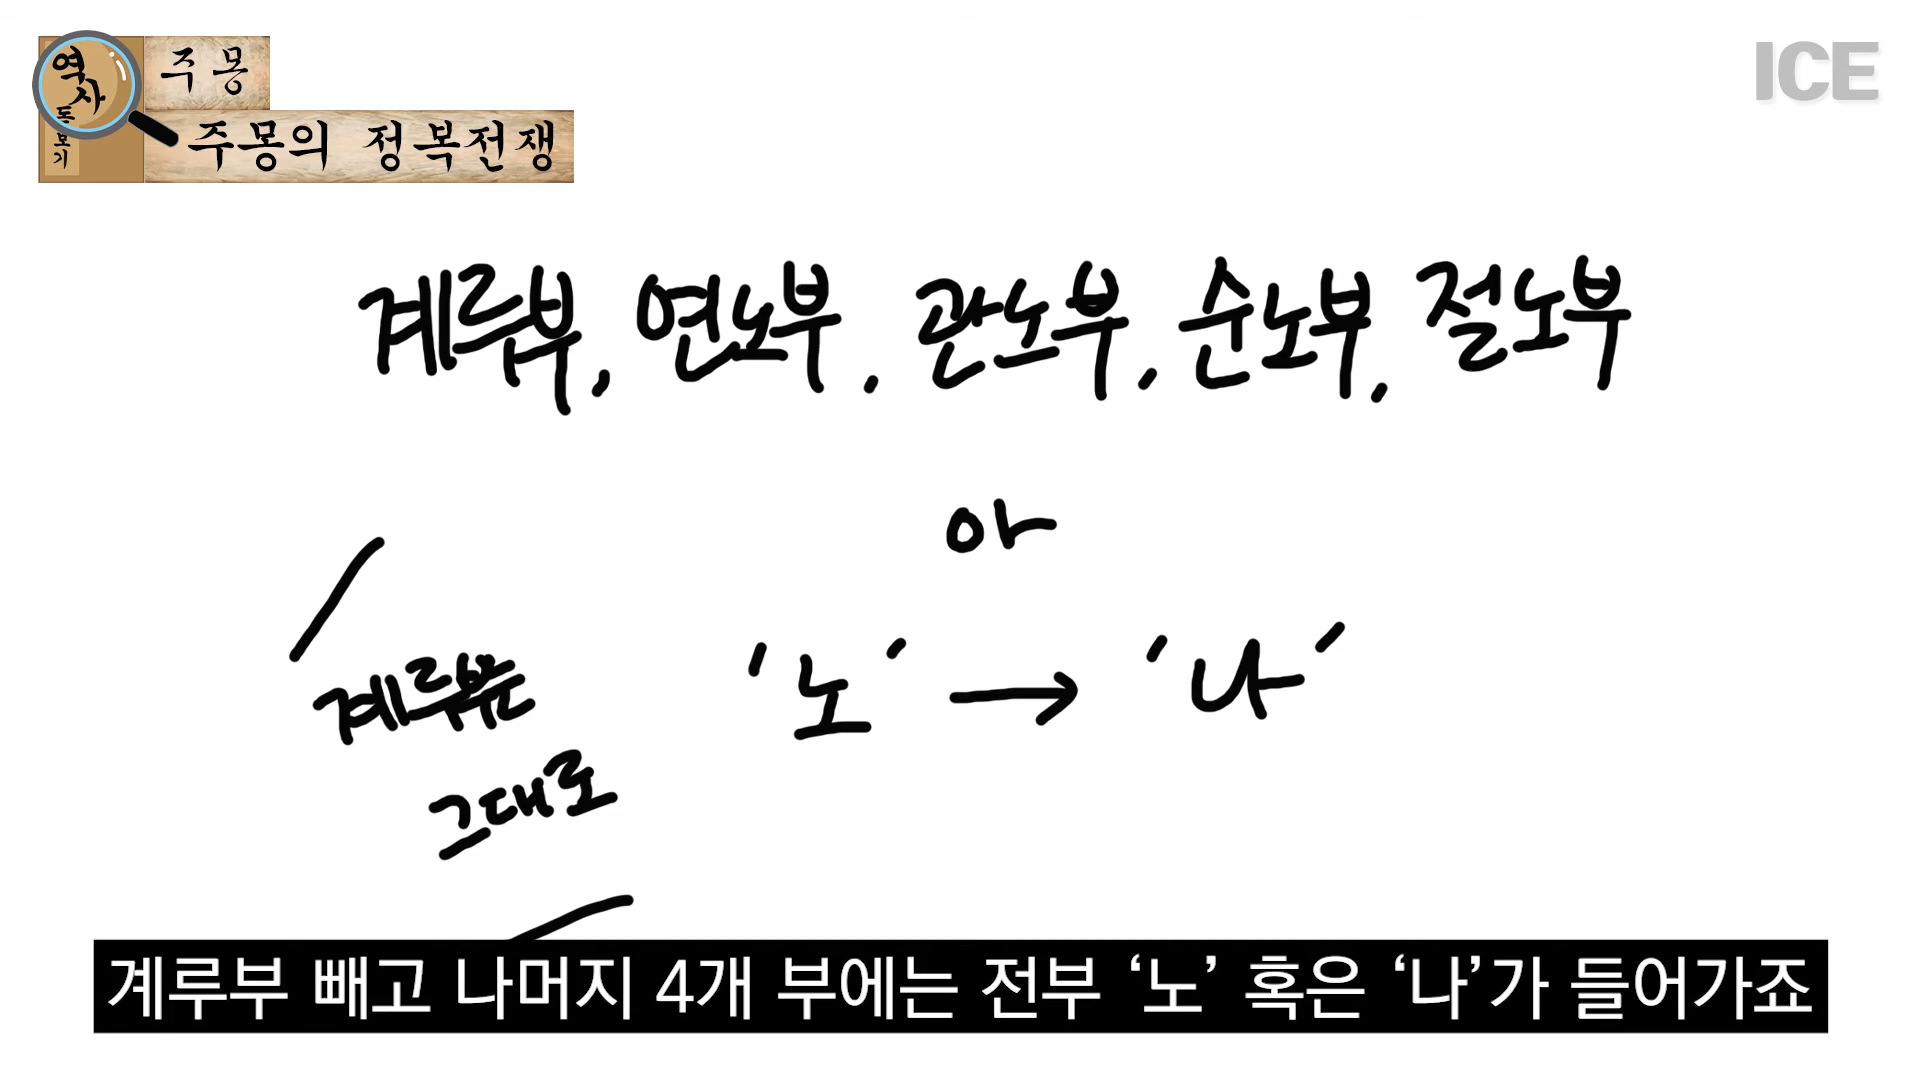 역사
돋보기
주몽
주몽의 정복전쟁
ICE
계루부, 연노부, 관노부, 순노부, 절노부
아
계루부는
그대로
'노' → '나'
계루부 빼고 나머지 4개 부에는 전부 ‘노’ 혹은 ‘나’가 들어가죠